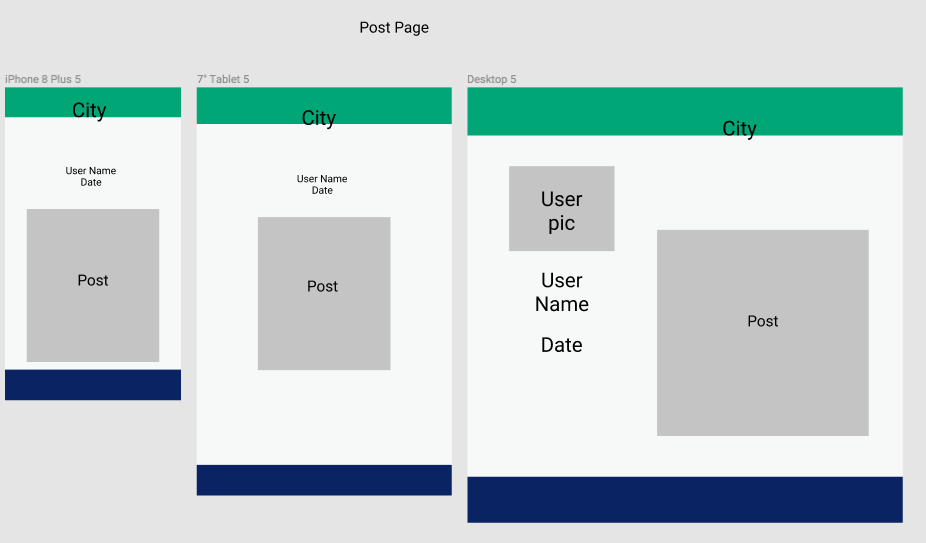 Post Page
iPhone 8 Plus 5
City
User Name
Date
Post
7" Tablet 5
City
User Name
Date
Post
Desktop 5
City
User
pic
User
Name
Date
Post